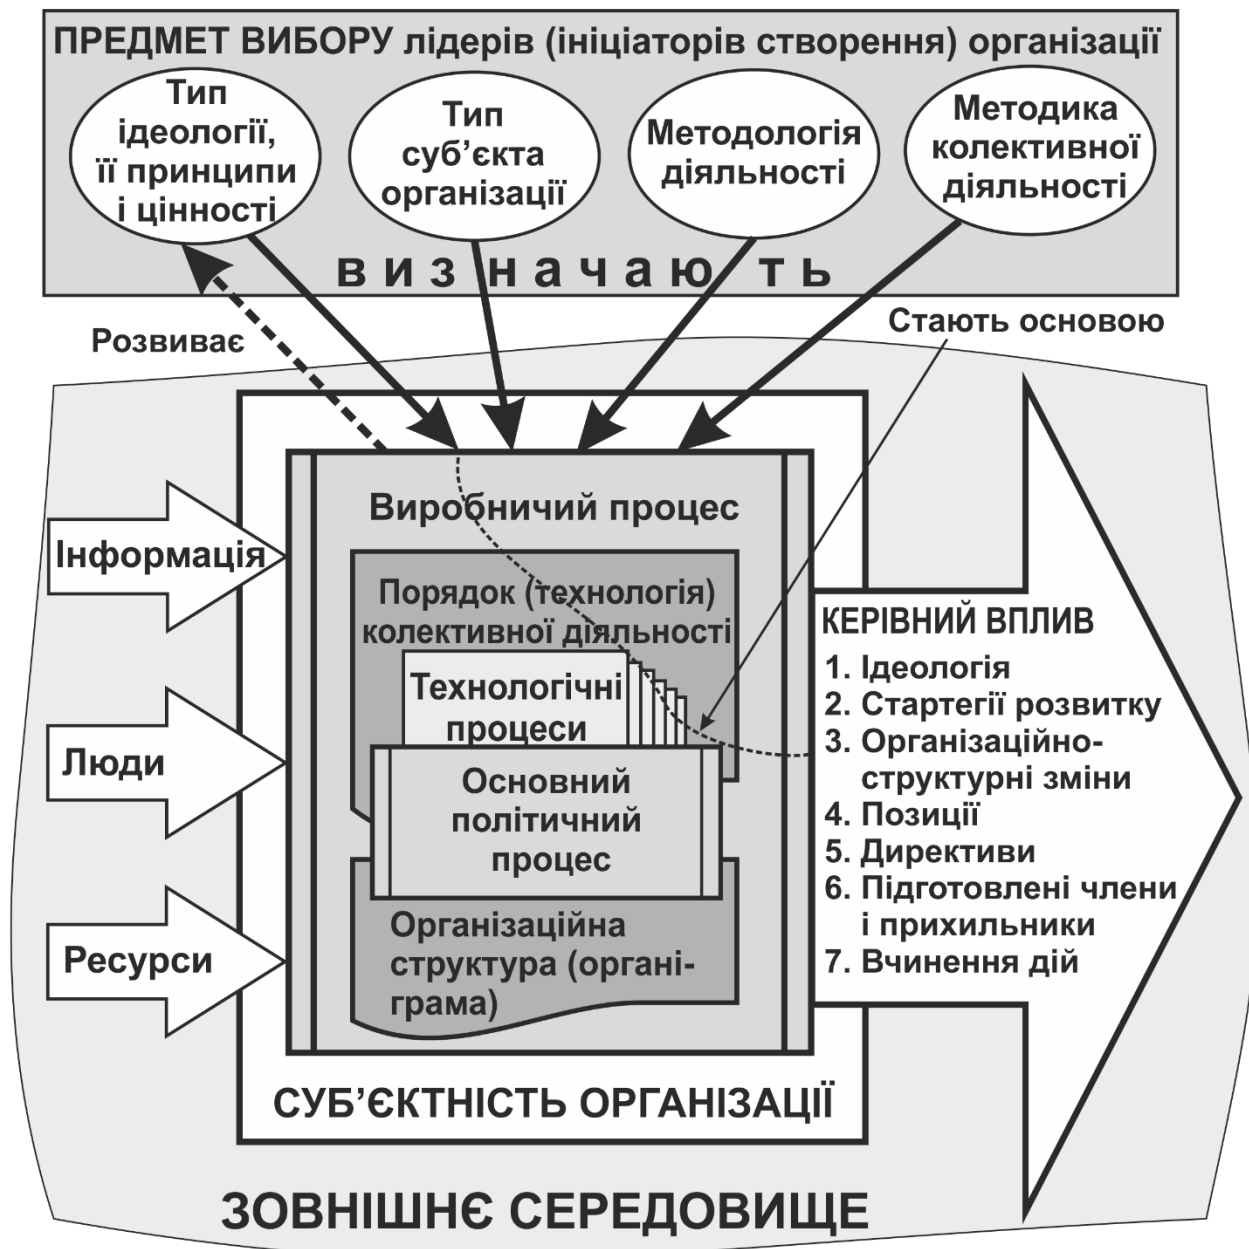 ПРЕДМЕТ ВИБОРУ лідерів (ініціаторів створення) організації
Тип
ідеології,
її принципи
і цінності
Тип
суб’єкта
організації
Методологія
діяльності
Методика
колективної
діяльності
визначають
Розвиває
Стають основою
Виробничий процес
Порядок (технологія)
колективної діяльності
Технологічні
процеси
Основний
політичний
процес
Організаційна
структура (органі-
грама)
Інформація
Люди
Ресурси
КЕРІВНИЙ ВПЛИВ
1. Ідеологія
2. Стартегії розвитку
3. Організаційно-
структурні зміни
4. Позиції
5. Директиви
6. Підготовлені члени
і прихильники
7. Вчинення дій
СУБ’ЄКТНІСТЬ ОРГАНІЗАЦІЇ
ЗОВНІШНЄ СЕРЕДОВИЩЕ